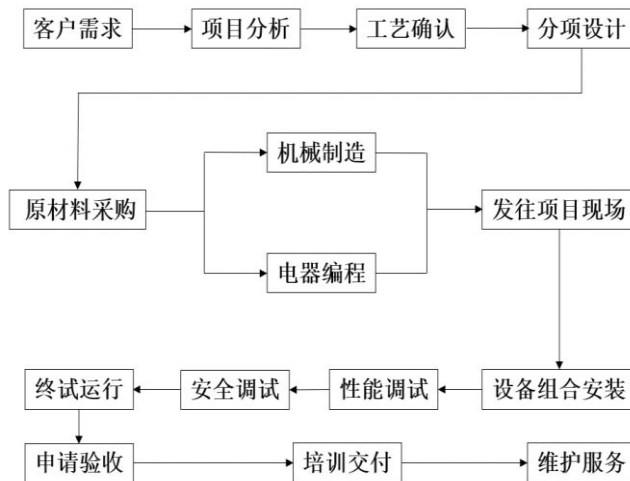 客户需求
项目分析
工艺确认
分项设计
原材料采购
机械制造
电器编程
发往项目现场
设备组合安装
性能调试
安全调试
终试运行
申请验收
培训交付
维护服务